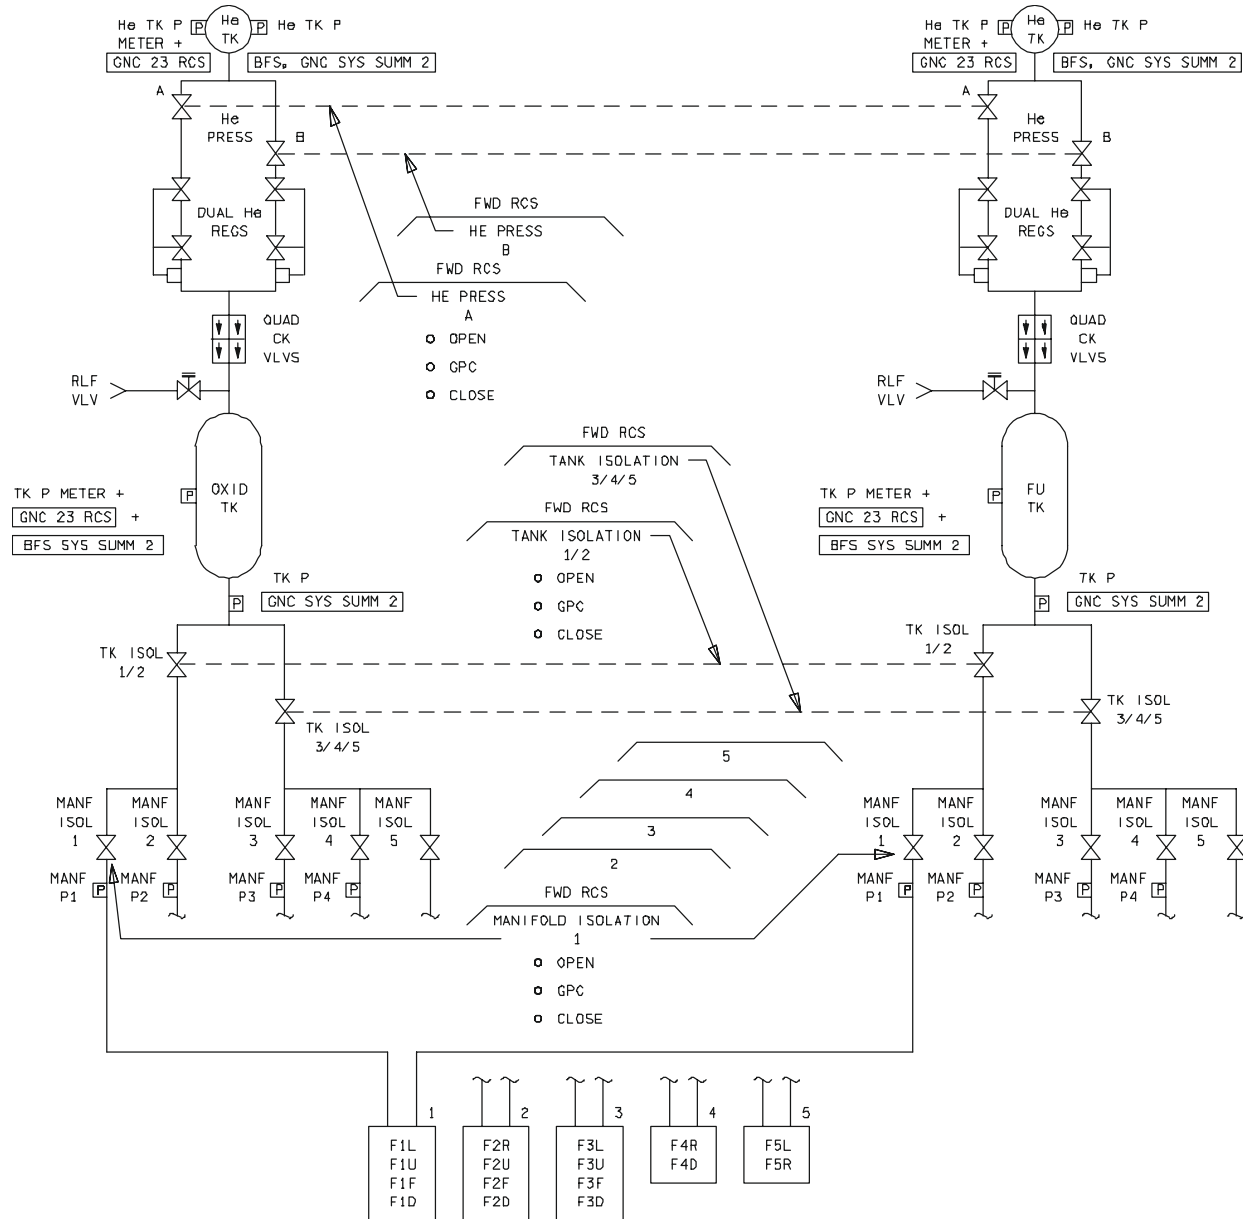 He TK P
METER +
GNC 23 RCS
P
He
TK
P
He TK P
BFS, GNC SYS SUMM 2
He TK P
METER +
GNC 23 RCS
P
He
TK
P
He TK P
BFS, GNC SYS SUMM 2
A
He
PRESS
B
A
He
PRESS
B
DUAL He
REGS
DUAL He
REGS
FWD RCS
HE PRESS
B
FWD RCS
HE PRESS
A
OPEN
GPC
CLOSE
QUAD
CK
VLVS
QUAD
CK
VLVS
RLF
VLV
RLF
VLV
FWD RCS
TANK ISOLATION
3/4/5
FWD RCS
TANK ISOLATION
1/2
OPEN
GPC
CLOSE
TK P METER +
GNC 23 RCS +
BFS SYS SUMM 2
P
OXID
TK
TK P METER +
GNC 23 RCS +
BFS SYS SUMM 2
P
FU
TK
TK P
P
GNC SYS SUMM 2
TK P
P
GNC SYS SUMM 2
TK ISOL
1/2
TK ISOL
3/4/5
TK ISOL
1/2
TK ISOL
3/4/5
5
4
3
2
MANF
ISOL
1
MANF
ISOL
2
MANF
ISOL
3
MANF
ISOL
4
MANF
ISOL
5
MANF
ISOL
1
MANF
ISOL
2
MANF
ISOL
3
MANF
ISOL
4
MANF
ISOL
5
MANF
P1
P
MANF
P2
P
MANF
P3
P
MANF
P4
P
MANF
P1
P
MANF
P2
P
MANF
P3
P
MANF
P4
P
FWD RCS
MANIFOLD ISOLATION
1
OPEN
GPC
CLOSE
1
F1L
F1U
F1F
F1D
2
F2R
F2U
F2F
F2D
3
F3L
F3U
F3F
F3D
4
F4R
F4D
5
F5L
F5R